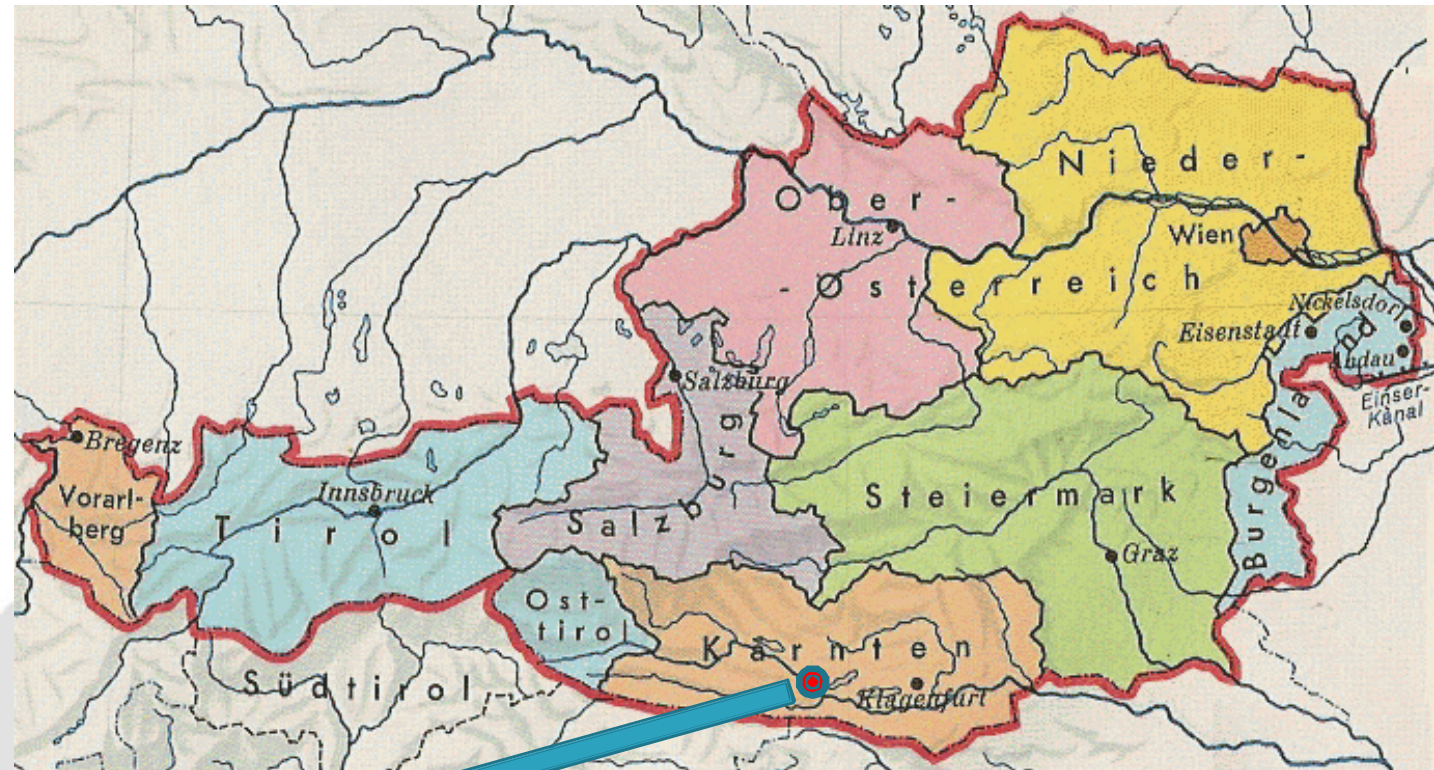 Nieder-
Ober-
Linz
Wien
-Österreich
Nickelsdorf
Eisenstadt
Andau
Einser-
Kanal
Salzburg
Burgenland
Bregenz
Vorarl-
berg
Innsbruck
Tirol
Salzburg
Steiermark
Graz
Ost-
tirol
Kärnten
Klagenfurt
Südtirol